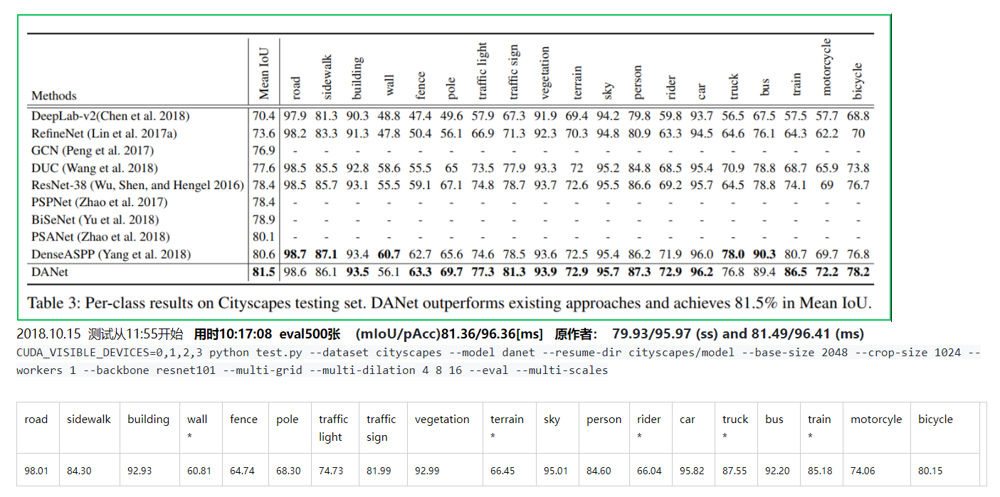 Methods Mean IoU road sidewalk building wall fence pole traffic light traffic sign vegetation terrain sky person rider car truck bus train motorcycle bicycle
DeepLab-v2(Chen et al. 2018) 70.4 97.9 81.3 90.3 48.8 47.4 49.6 57.9 67.3 91.9 69.4 94.2 79.8 59.8 93.7 56.5 67.5 57.5 57.7 68.8
RefineNet (Lin et al. 2017a) 73.6 98.2 83.3 91.3 47.8 50.4 56.1 66.9 71.3 92.3 70.3 94.8 80.9 63.3 94.5 64.6 76.1 64.3 62.2 70
GCN (Peng et al. 2017) 76.9 - - - - - - - - - - - - - - - - - - -
DUC (Wang et al. 2018) 77.6 98.5 85.5 92.8 58.6 55.5 65 73.5 77.9 93.3 72 95.2 84.8 68.5 95.4 70.9 78.8 68.7 65.9 73.8
ResNet-38 (Wu, Shen, and Hengel 2016) 78.4 98.5 85.7 93.1 55.5 59.1 67.1 74.8 78.7 93.7 72.6 95.5 86.6 69.2 95.7 64.5 78.8 74.1 69 76.7
PSPNet (Zhao et al. 2017) 78.4 - - - - - - - - - - - - - - - - - - -
BiSeNet (Yu et al. 2018) 78.9 - - - - - - - - - - - - - - - - - - -
PSANet (Zhao et al. 2018) 80.1 - - - - - - - - - - - - - - - - - - -
DenseASPP (Yang et al. 2018) 80.6 98.7 87.1 93.4 60.7 62.7 65.6 74.6 78.5 93.6 72.5 95.4 86.2 71.9 96.0 78.0 90.3 80.7 69.7 76.8
DANet 81.5 98.6 86.1 93.5 56.1 63.3 69.7 77.3 81.3 93.9 72.9 95.7 87.3 72.9 96.2 76.8 89.4 86.5 72.2 78.2
Table 3: Per-class results on Cityscapes testing set. DANet outperforms existing approaches and achieves 81.5% in Mean IoU.
2018.10.15 测试从11:55开始 用时10:17:08 eval500张 (mIoU/pAcc)81.36/96.36[ms] 原作者： 79.93/95.97 (ss) and 81.49/96.41 (ms)
CUDA_VISIBLE_DEVICES=0,1,2,3 python test.py --dataset cityscapes --model danet --resume-dir cityscapes/model --base-size 2048 --crop-size 1024 --
workers 1 --backbone resnet101 --multi-grid --multi-dilation 4 8 16 --eval --multi-scales
road sidewalk building wall * fence pole traffic light traffic sign vegetation terrain * sky person rider * car truck * bus train * motorcyle bicycle
98.01 84.30 92.93 60.81 64.74 68.30 74.73 81.99 92.99 66.45 95.01 84.60 66.04 95.82 87.55 92.20 85.18 74.06 80.15